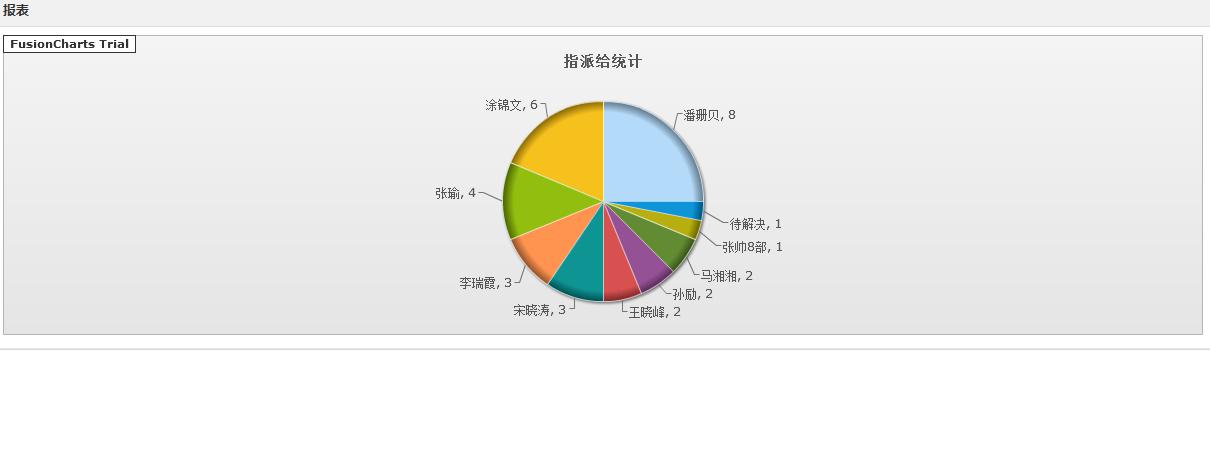 报表
FusionCharts Trial
指派给统计
涂锦文, 6
潘珊贝, 8
张瑜, 4
待解决, 1
张帅8部, 1
马湘湘, 2
李瑞霞, 3
孙励, 2
宋晓涛, 3
王晓峰, 2